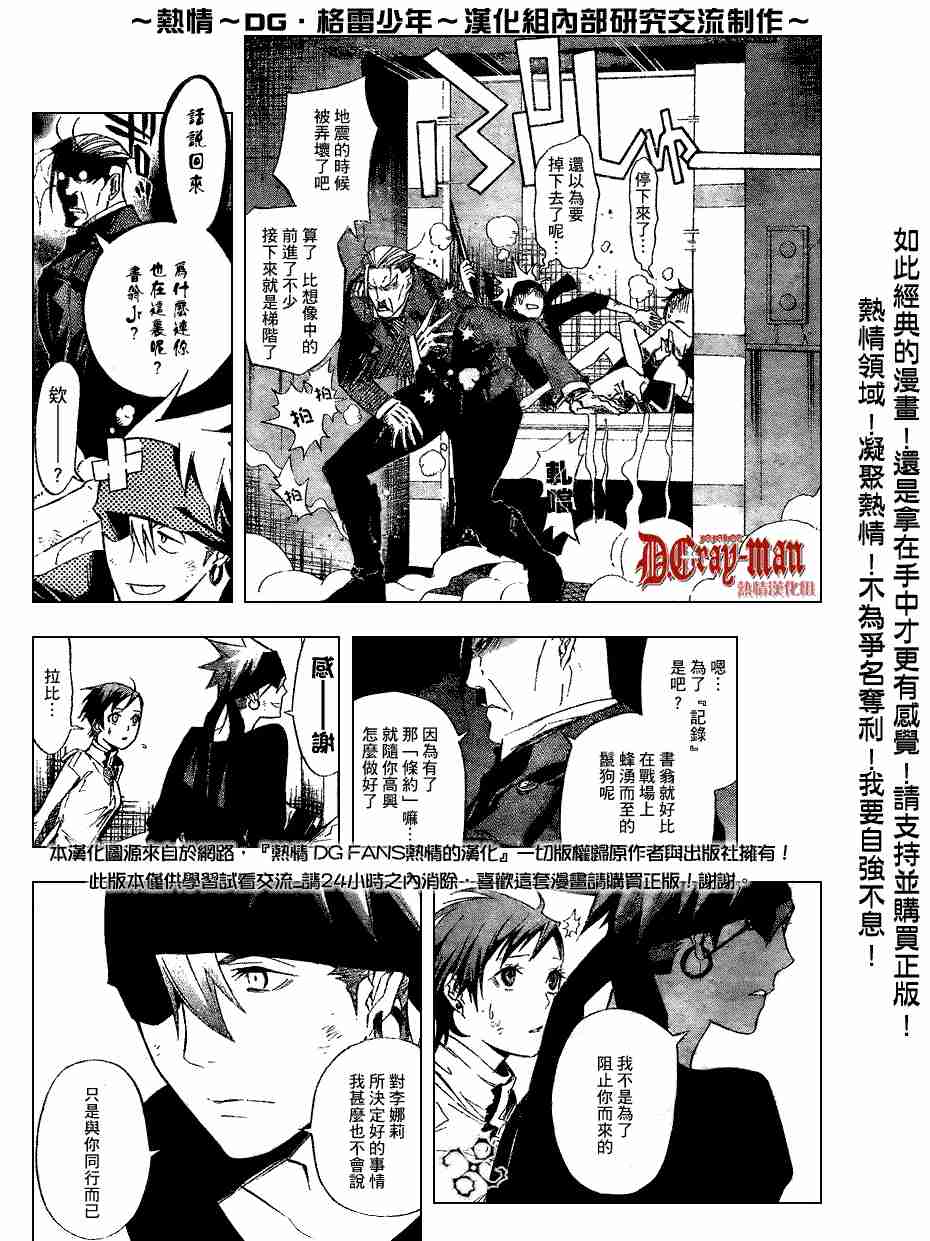 ～熱情～DG．格雷少年～漢化組內部研究交流制作～
停下來了…
還以為要
掉下去了呢…
地震的時候
被弄壞了吧
算了 比想像中的
前進了不少
接下來就是梯階了
拍
拍
拍
軋噹
D.Gray-man
熱情漢化組
話說回來
為什麼連你
也在這裏呢？
書翁Jr？
欸——？
嗯…
為了『記錄』
是吧？
書翁就好比
在戰場上
蜂湧而至的
鬣狗呢
因為有了
那「條約」嘛…
就隨你高興
怎麼做好了
感——謝
拉比…
本漢化圖源來自於網路，『熱情 DG FANS熱情的漢化』一切版權歸原作者與出版社擁有！
此版本僅供學習試看交流 請24小時之內消除 喜歡這套漫畫請購買正版！謝謝。
我不是為了
阻止你而來的
對李娜莉
所決定好的事情
我甚麼也不會說
只是與你同行而已
如此經典的漫畫！還是拿在手中才更有感覺！請支持並購買正版！
熱情領域！凝聚熱情！不為爭名奪利！我要自強不息！